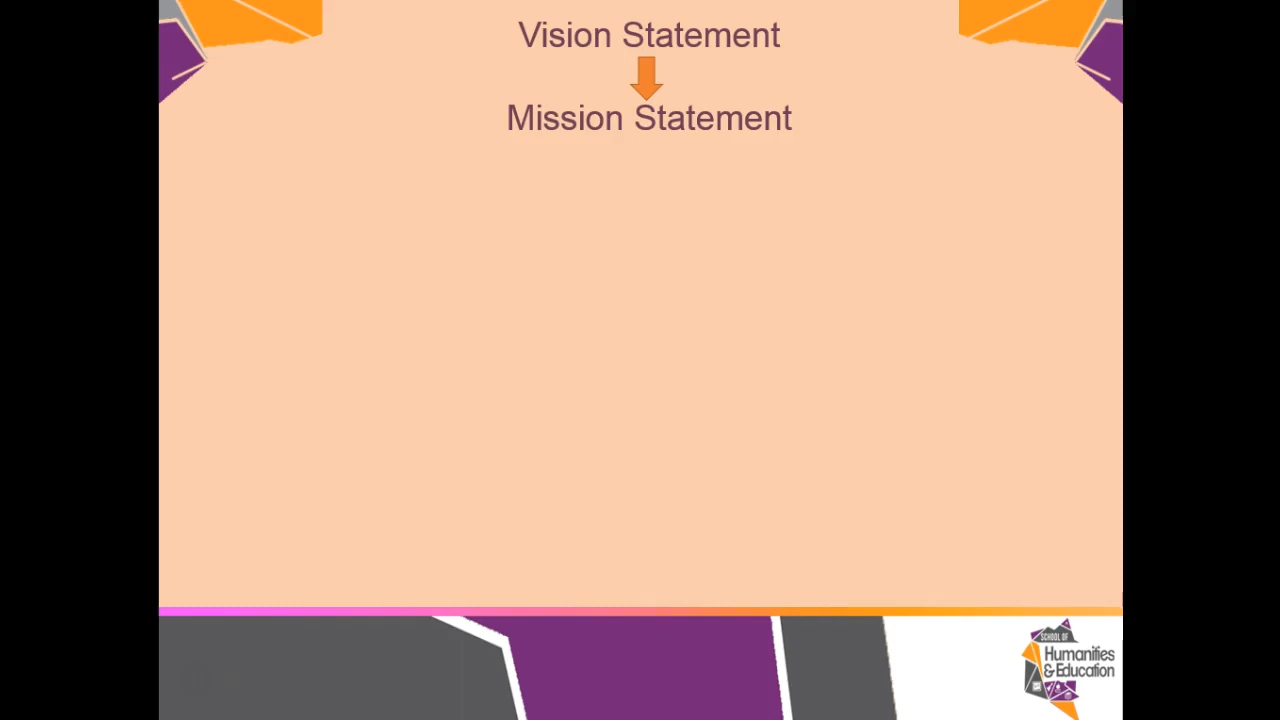 Vision Statement
Mission Statement
SCHOOL OF
Humanities
& Education